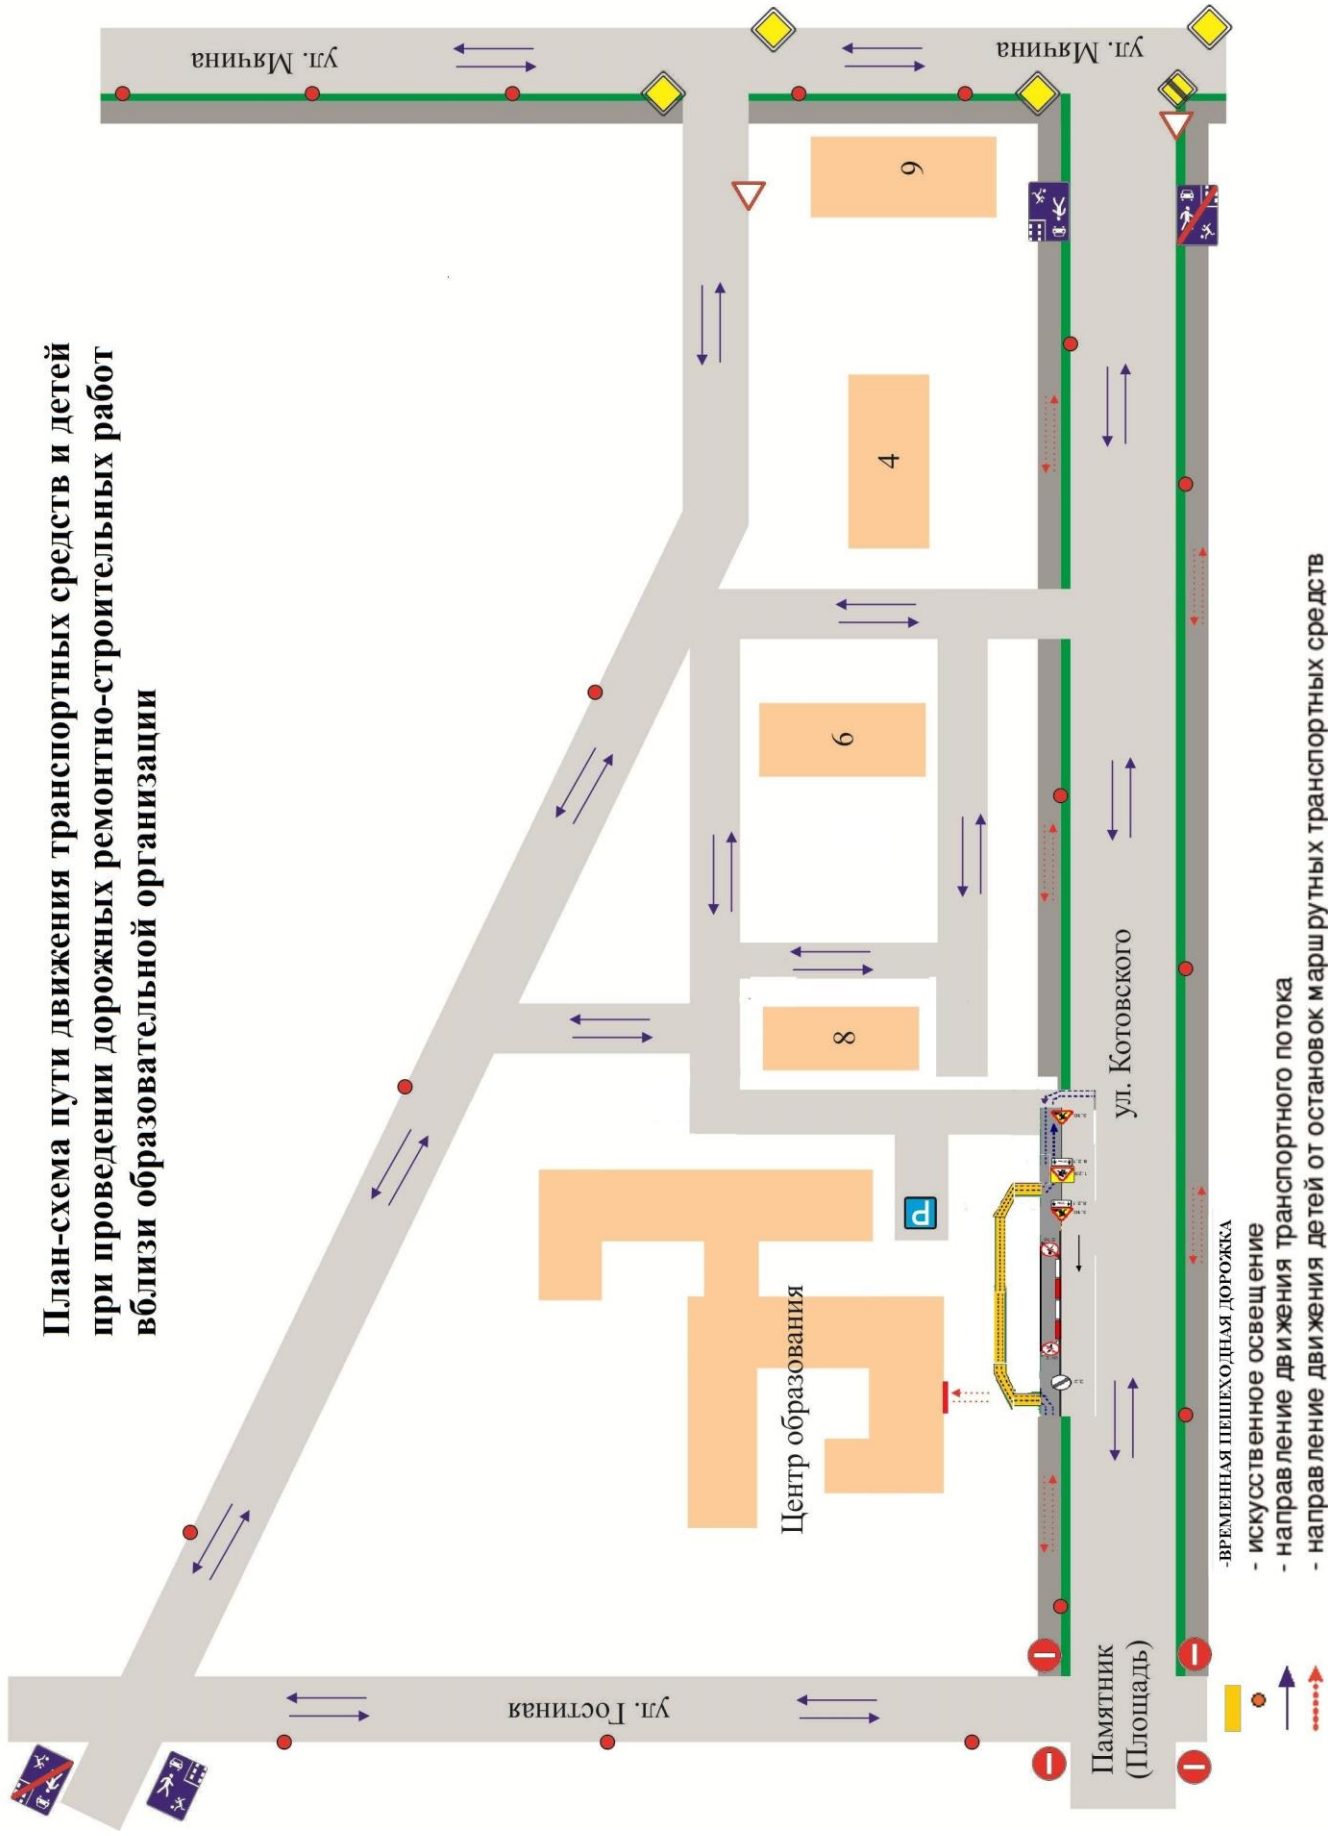 План-схема пути движения транспортных средств и детей
при проведении дорожных ремонтно-строительных работ
вблизи образовательной организации
ул. Гостиная
ул. Мячина
ул. Мячина
Центр образования
8
6
4
9
P
ул. Котовского
Памятник
(Площадь)
-ВРЕМЕННАЯ ПЕШЕХОДНАЯ ДОРОЖКА
- искусственное освещение
- направление движения транспортного потока
- направление движения детей от остановок маршрутных транспортных средств